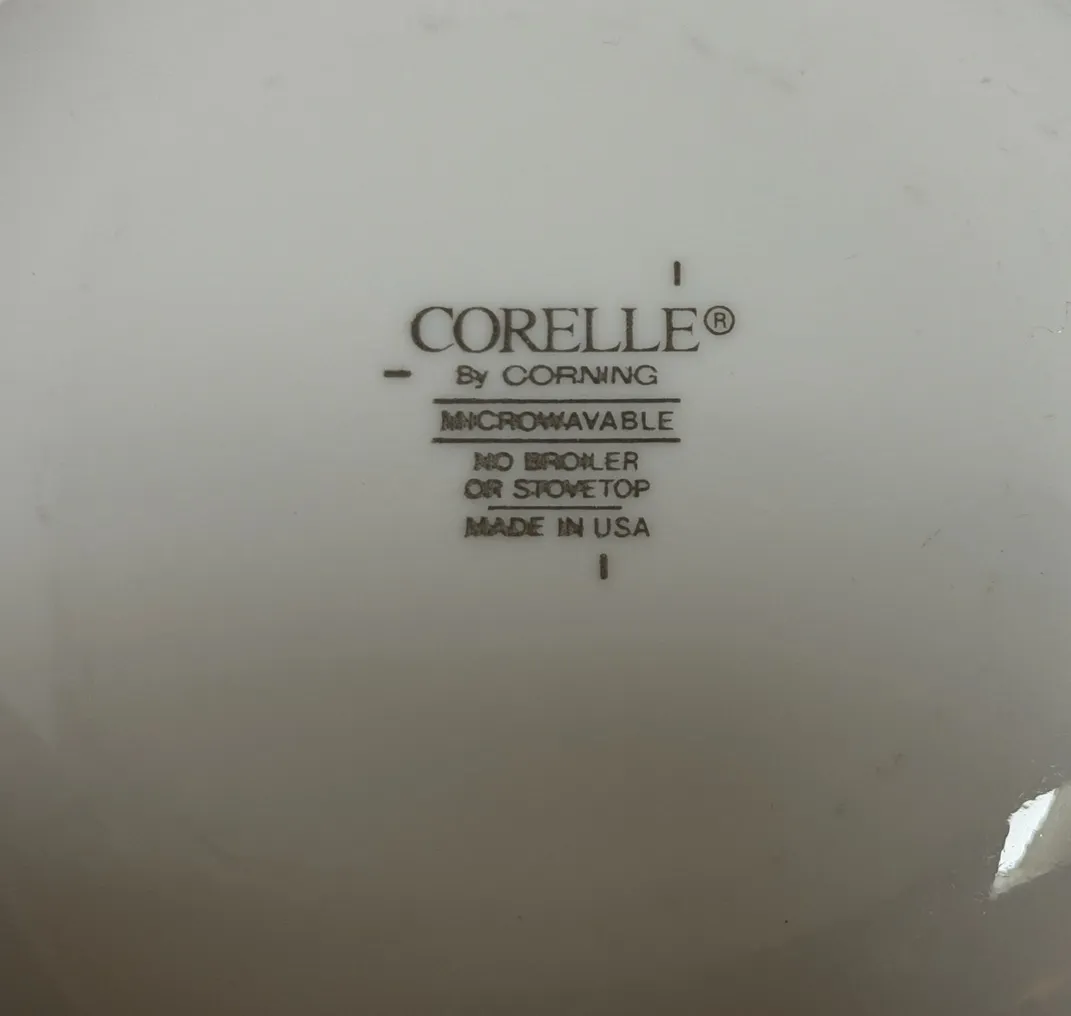 CORELLE®
By CORNING
MICROWAVABLE
NO BROILER
OR STOVETOP
MADE IN USA